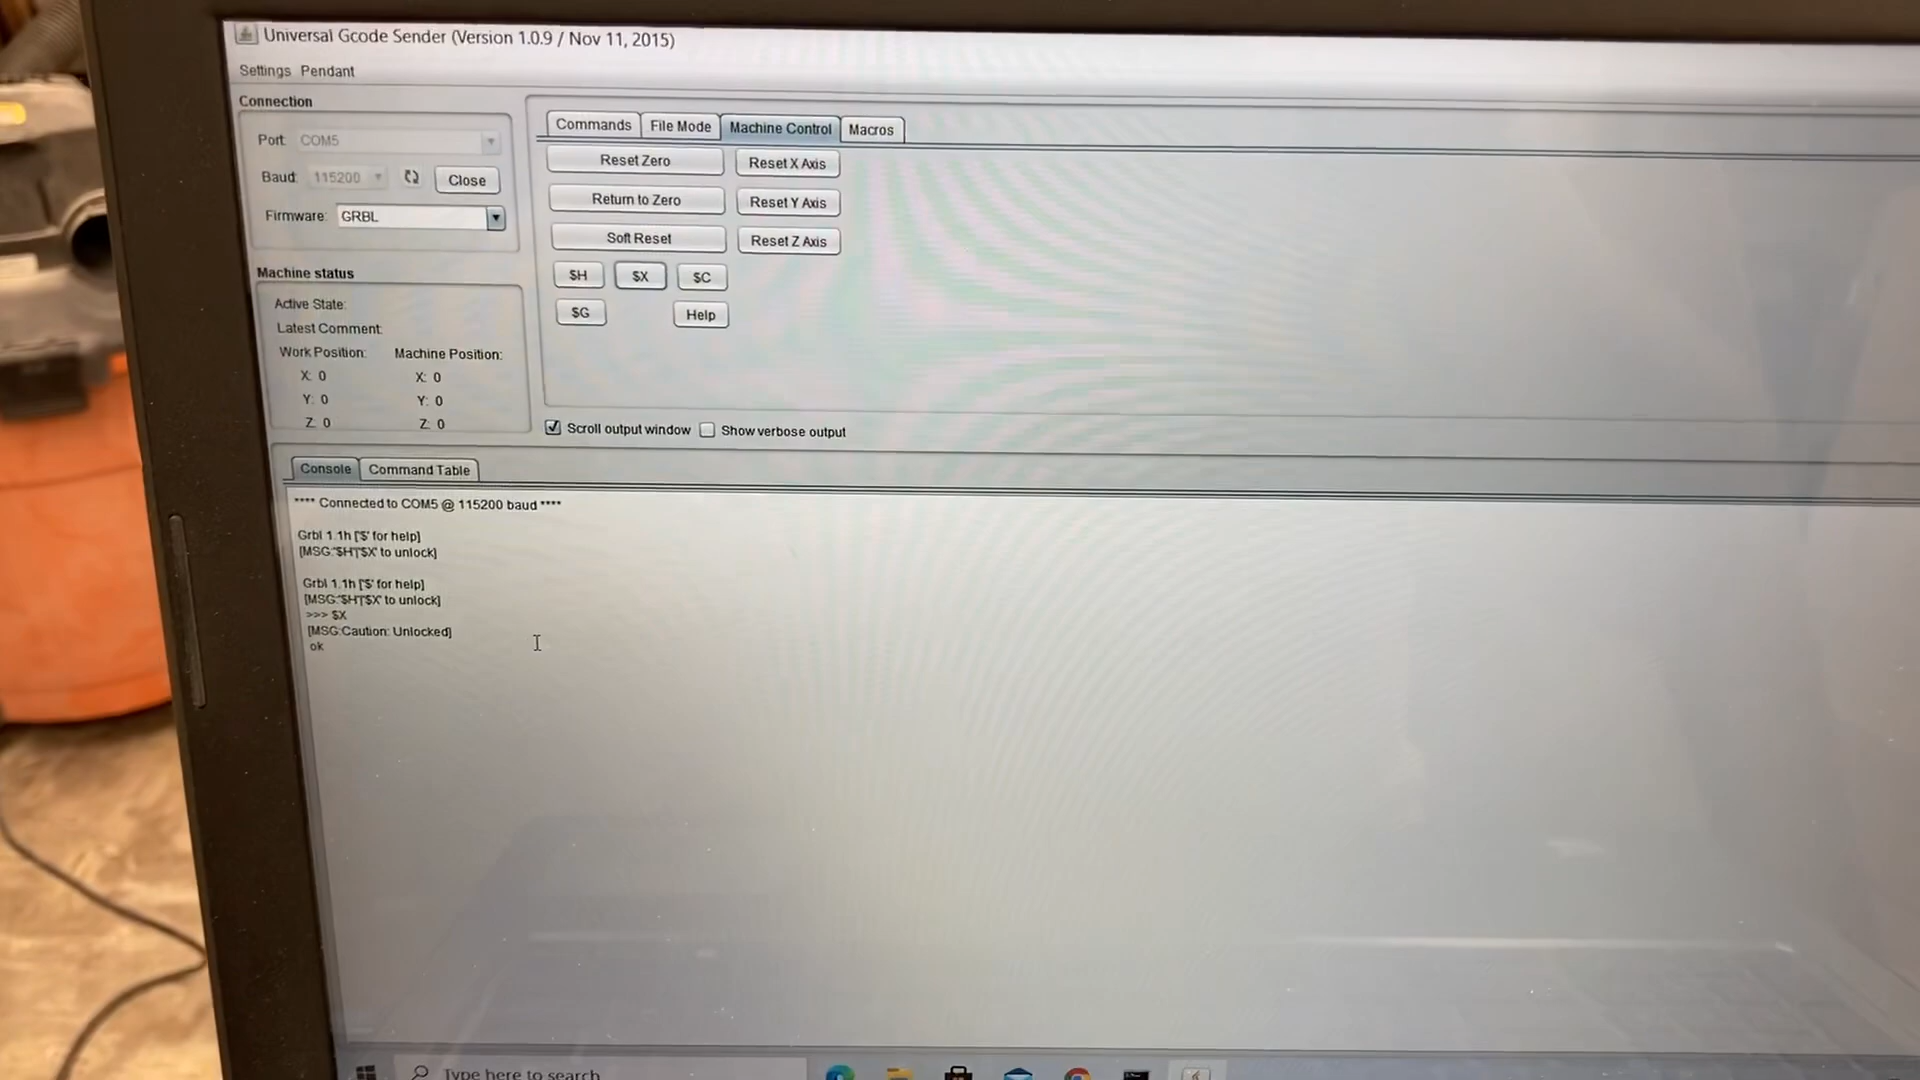 Universal Gcode Sender (Version 1.0.9 / Nov 11, 2015)
Settings Pendant
Connection
Port: COM5
Baud: 115200 Close
Firmware: GRBL
Machine status
Active State:
Latest Comment:
Work Position: Machine Position:
X: 0 X: 0
Y: 0 Y: 0
Z: 0 Z: 0
Commands File Mode Machine Control Macros
Reset Zero Reset X Axis
Return to Zero Reset Y Axis
Soft Reset Reset Z Axis
$H $X $C
$G Help
Scroll output window Show verbose output
Console Command Table
**** Connected to COM5 @ 115200 baud ****
Grbl 1.1h ['$' for help]
[MSG:'$H'|'$X' to unlock]
Grbl 1.1h ['$' for help]
[MSG:'$H'|'$X' to unlock]
>>> $X
[MSG:Caution: Unlocked]
ok
Type here to search